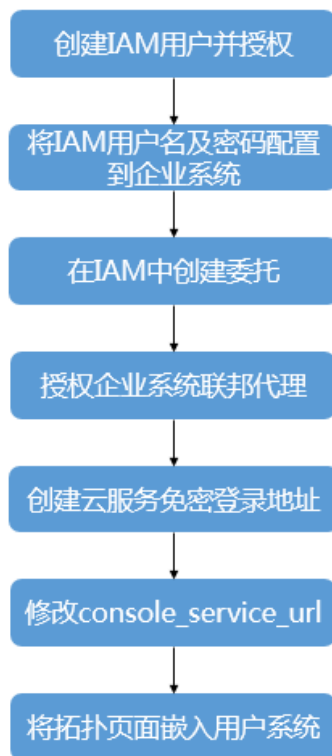 创建IAM用户并授权
将IAM用户名及密码配置
到企业系统
在IAM中创建委托
授权企业系统联邦代理
创建云服务免密登录地址
修改console_service_url
将拓扑页面嵌入用户系统